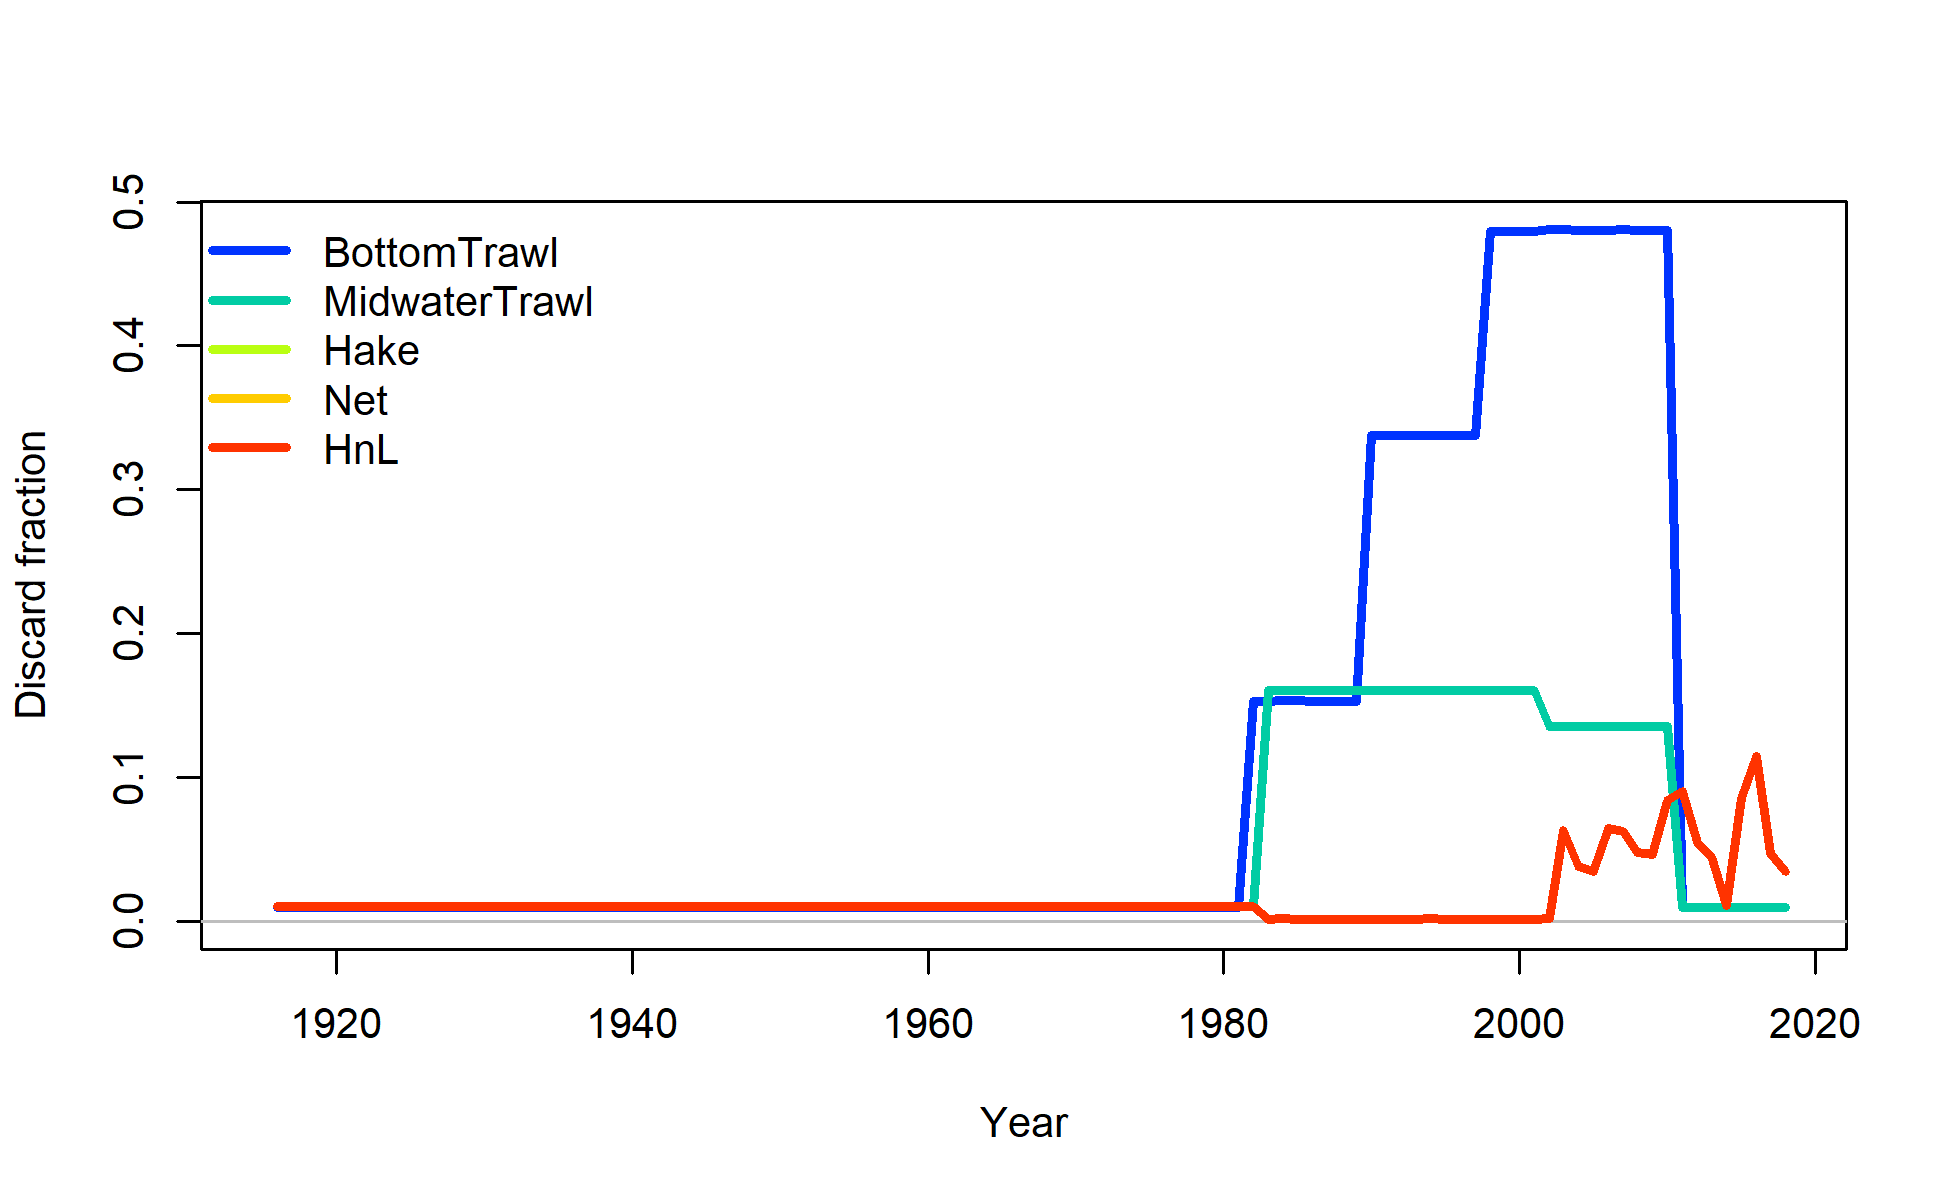 0.5
0.4
0.3
0.2
0.1
0.0
Discard fraction
BottomTrawl
MidwaterTrawl
Hake
Net
HnL
1920 1940 1960 1980 2000 2020
Year